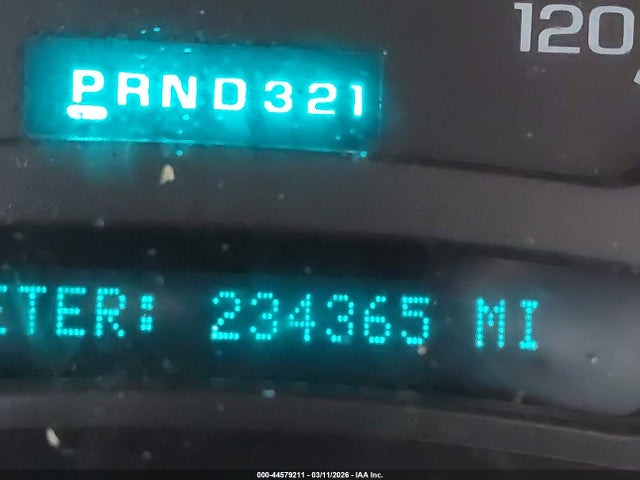 120
PRND321
ETER: 234365 MI
000-44579211 - 03/11/2026 - IAA Inc.